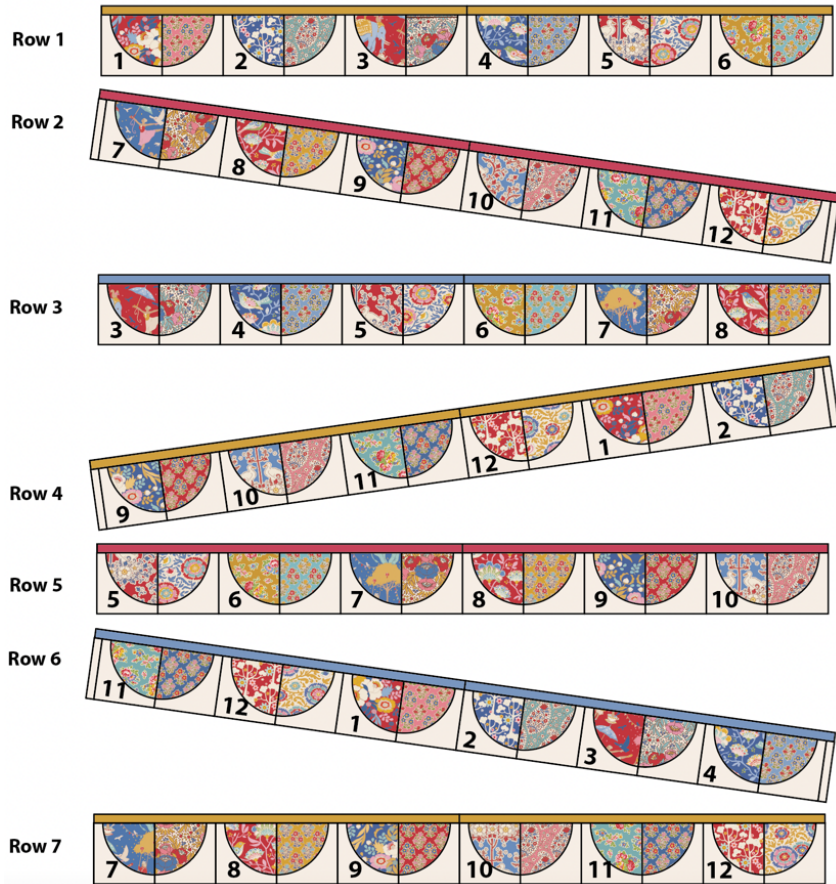 Row 1
1 2 3 4 5 6
Row 2
7 8 9 10 11 12
Row 3
3 4 5 6 7 8
Row 4
9 10 11 12 1 2
Row 5
5 6 7 8 9 10
Row 6
11 12 1 2 3 4
Row 7
7 8 9 10 11 12